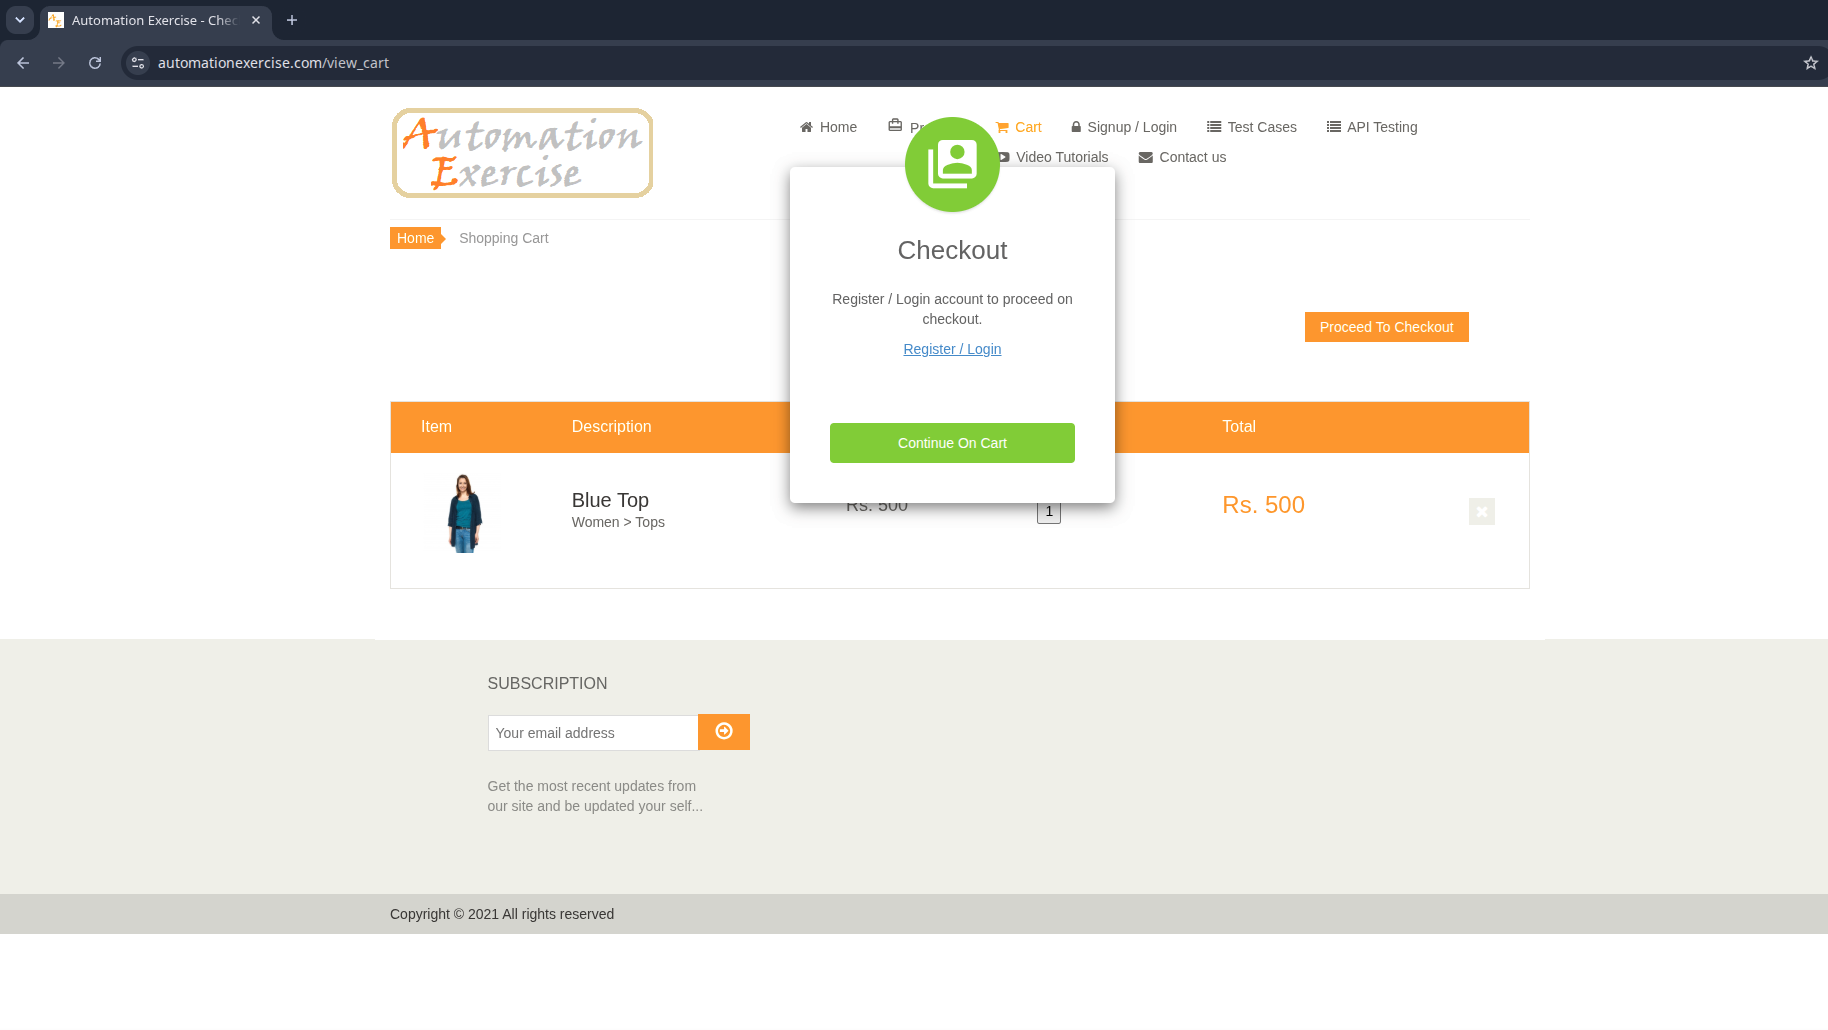 Automation Exercise - Chec
automationexercise.com/view_cart
Automation
Exercise
Home
Cart
Signup / Login
Test Cases
API Testing
Video Tutorials
Contact us
Home
Shopping Cart
Checkout
Register / Login account to proceed on
checkout.
Register / Login
Continue On Cart
Proceed To Checkout
Item
Description
Total
Blue Top
Women > Tops
Rs. 500
1
Rs. 500
SUBSCRIPTION
Your email address
Get the most recent updates from
our site and be updated your self...
Copyright © 2021 All rights reserved